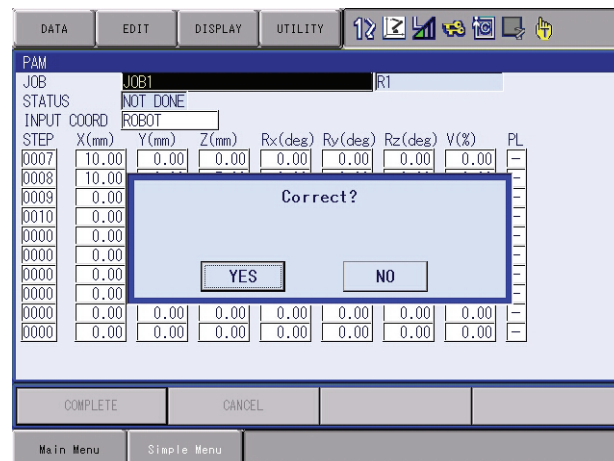 DATA EDIT DISPLAY UTILITY
PAM
JOB JOB1 R1
STATUS NOT DONE
INPUT COORD ROBOT
STEP X(mm) Y(mm) Z(mm) Rx(deg) Ry(deg) Rz(deg) V(%) PL
0007 10.00 0.00 0.00 0.00 0.00 0.00 0.00 -
0008 10.00
0009 0.00 -
Correct?
0010 0.00 -
0000 0.00 -
0000 0.00 -
0000 0.00 -
YES NO
0000 0.00 -
0000 0.00 0.00 0.00 0.00 0.00 0.00 0.00 -
0000 0.00 0.00 0.00 0.00 0.00 0.00 0.00 -
COMPLETE CANCEL
Main Menu Simple Menu